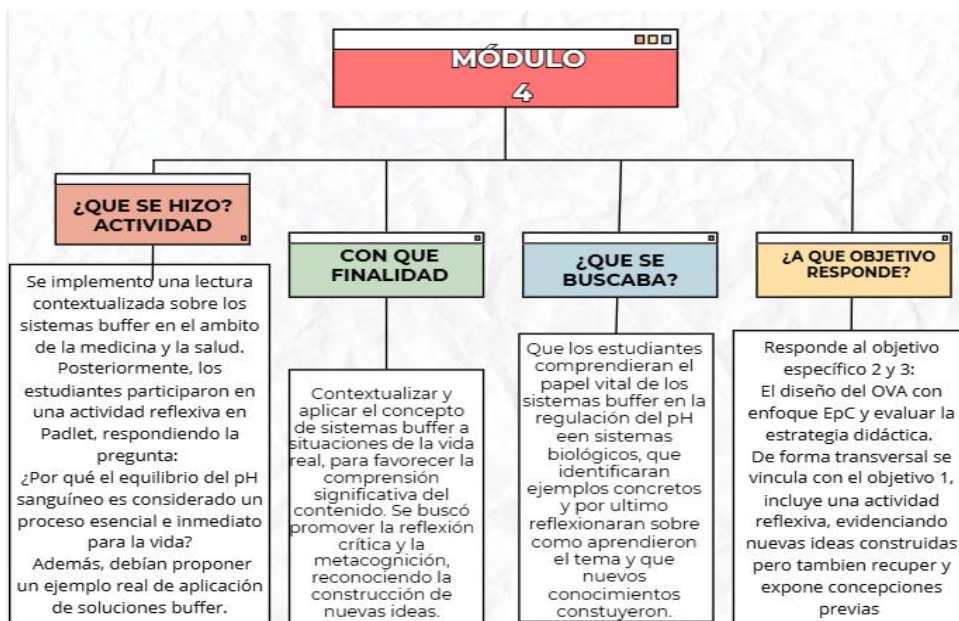 MÓDULO
4
¿QUE SE HIZO?
ACTIVIDAD
Se implemento una lectura
contextualizada sobre los
sistemas buffer en el ambito
de la medicina y la salud.
Posteriormente, los
estudiantes participaron en
una actividad reflexiva en
Padlet, respondiendo la
pregunta:
¿Por qué el equilibrio del pH
sanguíneo es considerado un
proceso esencial e inmediato
para la vida?
Además, debían proponer
un ejemplo real de aplicación
de soluciones buffer.
CON QUE
FINALIDAD
Contextualizar y
aplicar el concepto
de sistemas buffer a
situaciones de la vida
real, para favorecer la
comprensión
significativa del
contenido. Se buscó
promover la reflexión
crítica y la
metacognición,
reconociendo la
construcción de
nuevas ideas.
¿QUE SE
BUSCABA?
Que los estudiantes
comprendieran el
papel vital de los
sistemas buffer en la
regulación del pH
een sistemas
biológicos, que
identificaran
ejemplos concretos
y por ultimo
reflexionaran sobre
como aprendieron
el tema y que
nuevos
conocimientos
constuyeron.
¿A QUE OBJETIVO
RESPONDE?
Responde al objetivo
específico 2 y 3:
El diseño del OVA con
enfoque EpC y evaluar la
estrategia didáctica.
De forma transversal se
vincula con el objetivo 1,
incluye una actividad
reflexiva, evidenciando
nuevas ideas construidas
pero tambien recuper y
expone concepciones
previas